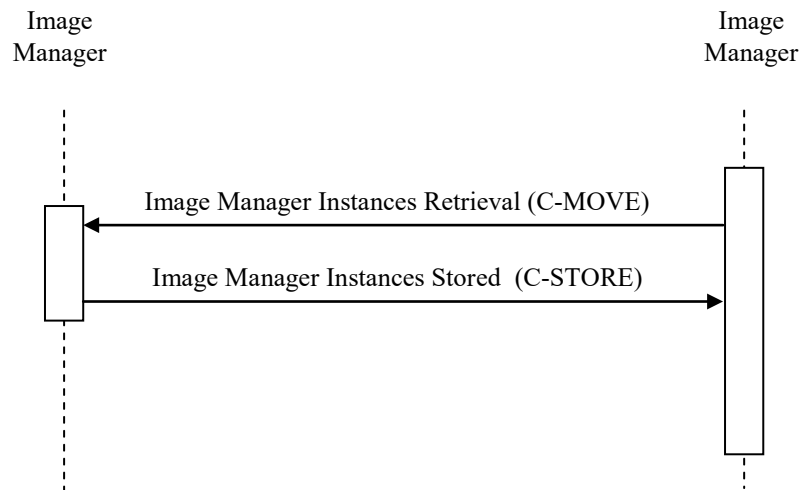 Image
Manager
Image
Manager
Image Manager Instances Retrieval (C-MOVE)
Image Manager Instances Stored  (C-STORE)